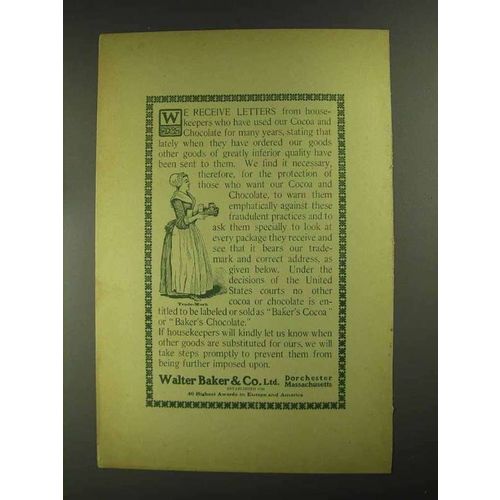 WE RECEIVE LETTERS from house-
keepers who have used our Cocoa and
Chocolate for many years, stating that
lately when they have ordered our goods
other goods of greatly inferior quality have
been sent to them. We find it necessary,
therefore, for the protection of
those who want our Cocoa and
Chocolate, to warn them
emphatically against these
fraudulent practices and to
ask them specially to look at
every package they receive and
see that it bears our trade-
mark and correct address, as
given below. Under the
decisions of the United
States courts no other
cocoa or chocolate is en-
Trade-Mark
titled to be labeled or sold as "Baker's Cocoa"
or "Baker's Chocolate."
If housekeepers will kindly let us know when
other goods are substituted for ours, we will
take steps promptly to prevent them from
being further imposed upon.
Walter Baker & Co. Ltd. Dorchester
Massachusetts
ESTABLISHED 1780
40 Highest Awards in Europe and America